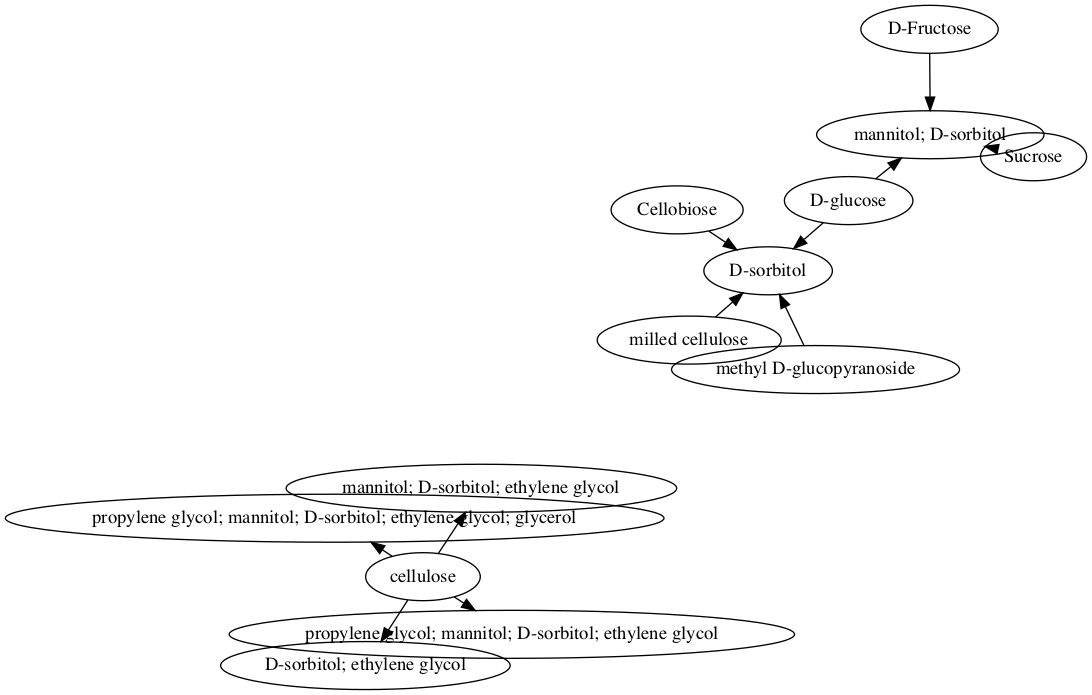 D-Fructose
mannitol; D-sorbitol
Sucrose
D-glucose
Cellobiose
D-sorbitol
milled cellulose
methyl D-glucopyranoside
mannitol; D-sorbitol; ethylene glycol
propylene glycol; mannitol; D-sorbitol; ethylene glycol; glycerol
cellulose
propylene glycol; mannitol; D-sorbitol; ethylene glycol
D-sorbitol; ethylene glycol